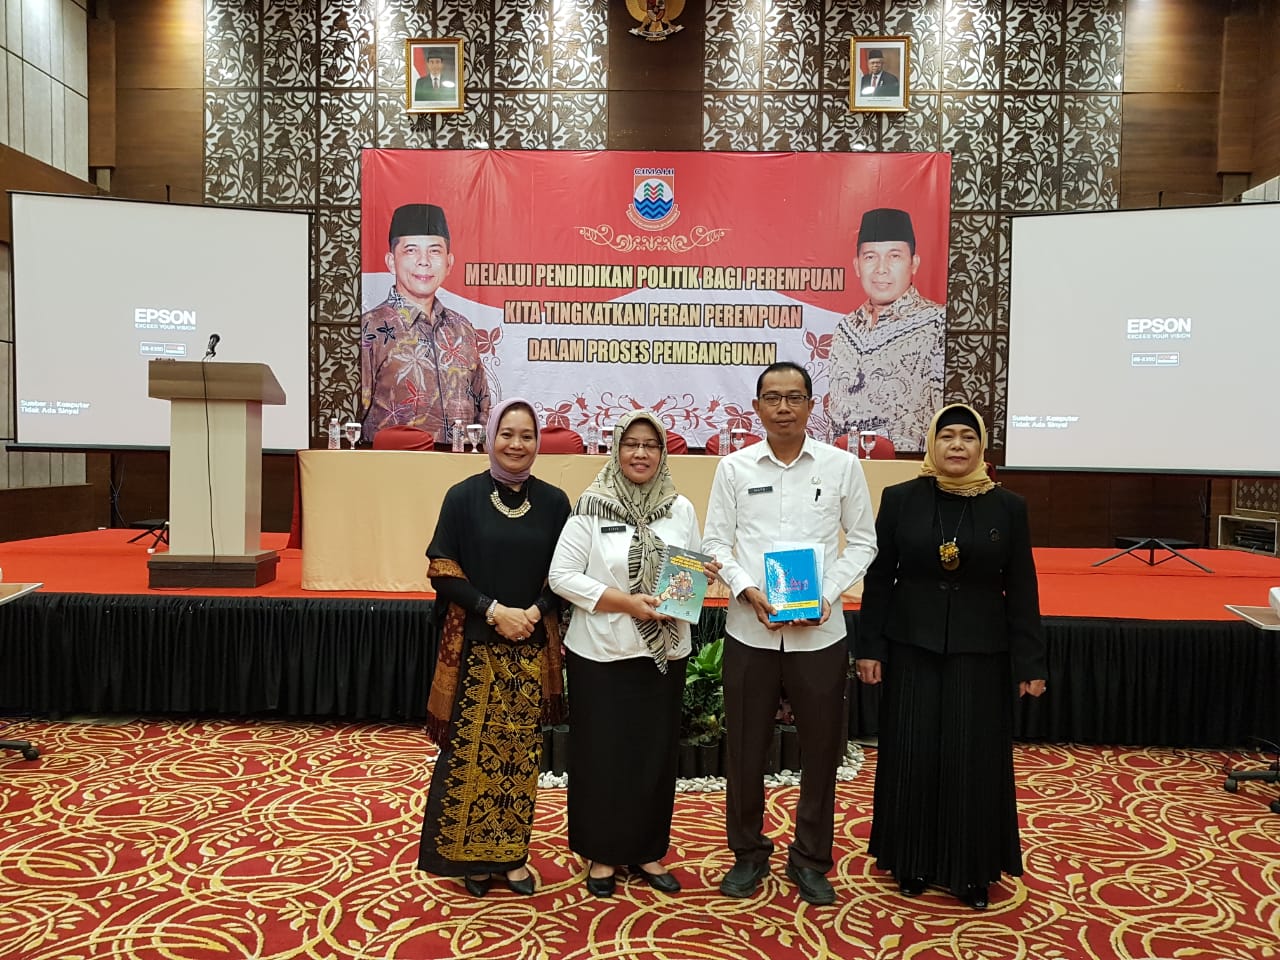 CIMAHI
MELALUI PENDIDIKAN POLITIK BAGI PEREMPUAN
KITA TINGKATKAN PERAN PEREMPUAN
DALAM PROSES PEMBANGUNAN
EPSON
EXCEED YOUR VISION
Sumber : Komputer
Tidak Ada Sinyal
EPSON
EXCEED YOUR VISION
Sumber : Komputer
Tidak Ada Sinyal